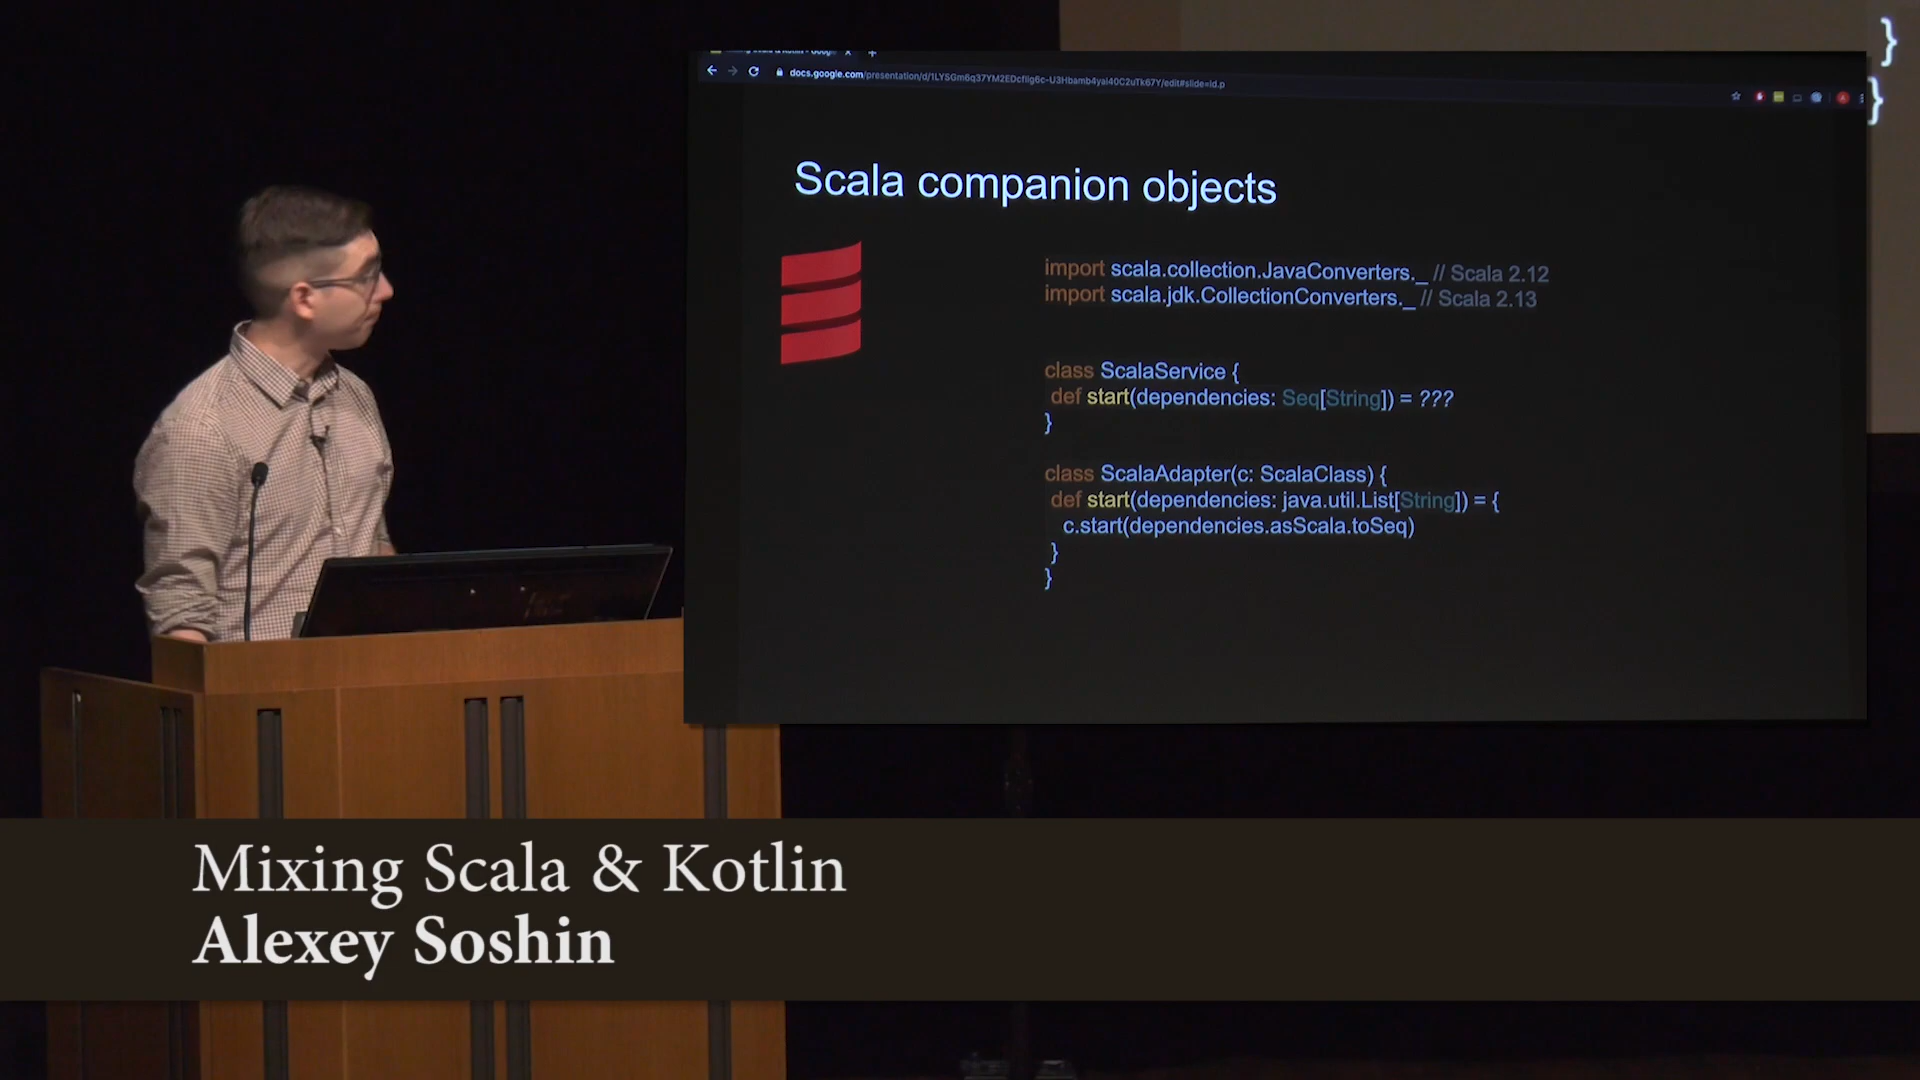 docs.google.com/presentation/d/
Scala companion objects
import scala.collection.JavaConverters._ // Scala 2.12
import scala.jdk.CollectionConverters._ // Scala 2.13
class ScalaService {
def start(dependencies: Seq[String]) = ???
}
class ScalaAdapter(c: ScalaClass) {
def start(dependencies: java.util.List[String]) = {
c.start(dependencies.asScala.toSeq)
}
}
}
}
Mixing Scala & Kotlin
Alexey Soshin